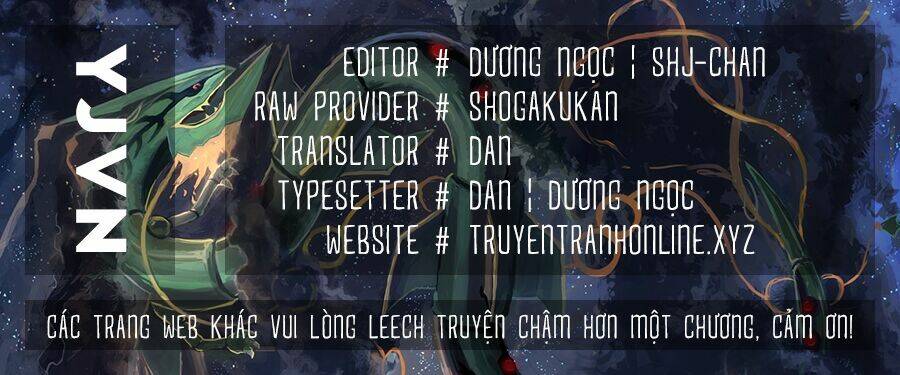 YJVN
EDITOR # DƯƠNG NGỌC ¦ SHJ-CHAN
RAW PROVIDER # SHOGAKUKAN
TRANSLATOR # DAN
TYPESETTER # DAN ¦ DƯƠNG NGỌC
WEBSITE # TRUYENTRANHONLINE.XYZ
CÁC TRANG WEB KHÁC VUI LÒNG LEECH TRUYỆN CHẬM HƠN MỘT CHƯƠNG, CẢM ƠN!